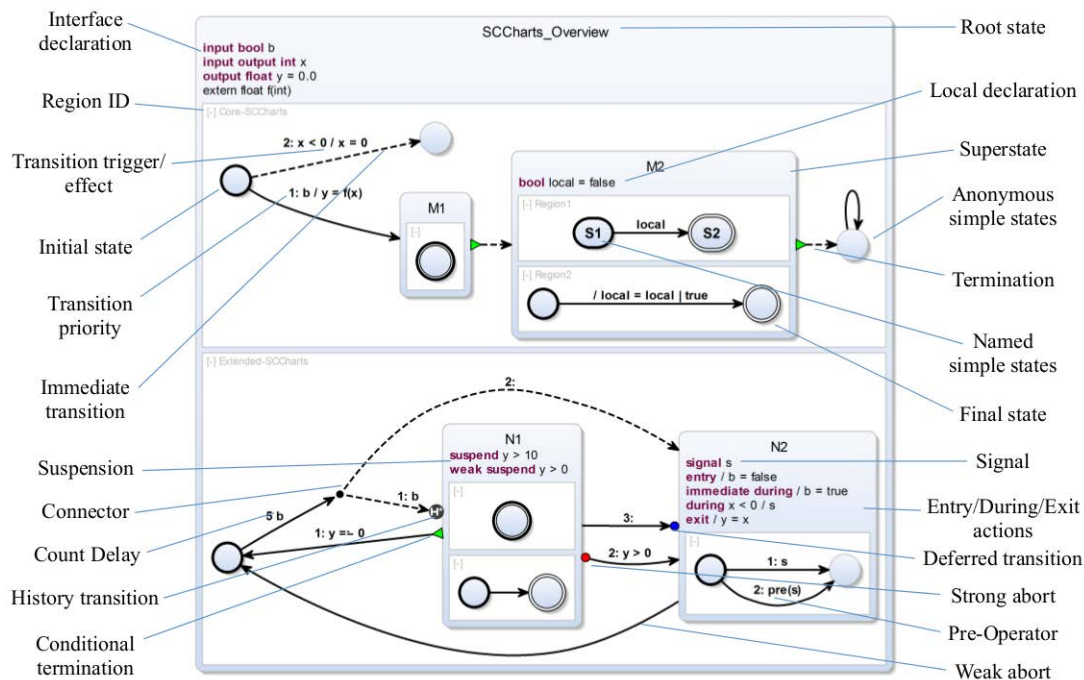 Interface
declaration
Region ID
Transition trigger/
effect
Initial state
Transition
priority
Immediate
transition
Suspension
Connector
Count Delay
History transition
Conditional
termination
SCCharts_Overview
input bool b
input output int x
output float y = 0.0
extern float f(int)
[-] Core-SCCharts
2: x < 0 / x = 0
1: b / y = f(x)
M1
[-]
M2
bool local = false
[-] Region1
S1
local
S2
[-] Region2
/ local = local | true
[-] Extended-SCCharts
2:
N1
suspend y > 10
weak suspend y > 0
[-]
[-]
1: b
H*
5 b
1: y == 0
3:
2: y > 0
N2
signal s
entry / b = false
immediate during / b = true
during x < 0 / s
exit / y = x
[-]
1: s
2: pre(s)
Root state
Local declaration
Superstate
Anonymous
simple states
Termination
Named
simple states
Final state
Signal
Entry/During/Exit
actions
Deferred transition
Strong abort
Pre-Operator
Weak abort